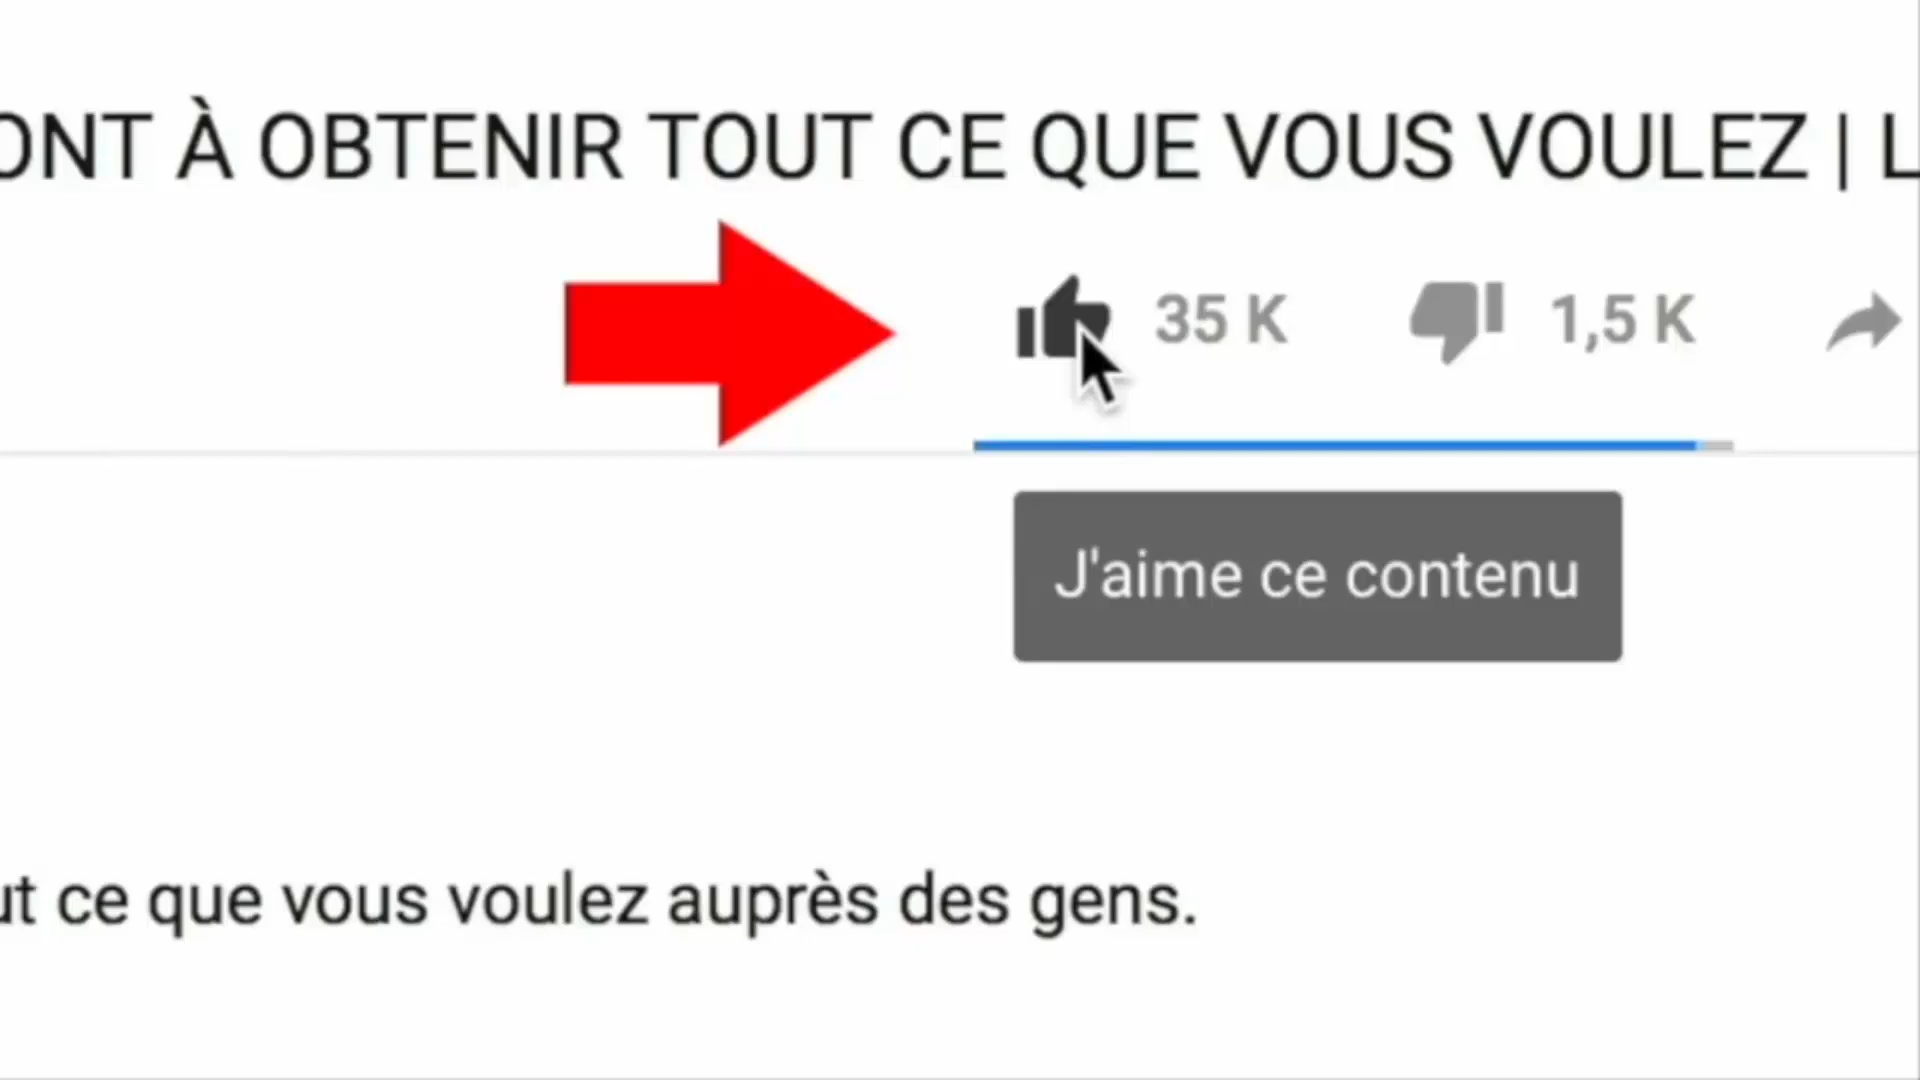 ONT À OBTENIR TOUT CE QUE VOUS VOULEZ | L
35 K 1,5 K
J'aime ce contenu
ut ce que vous voulez auprès des gens.